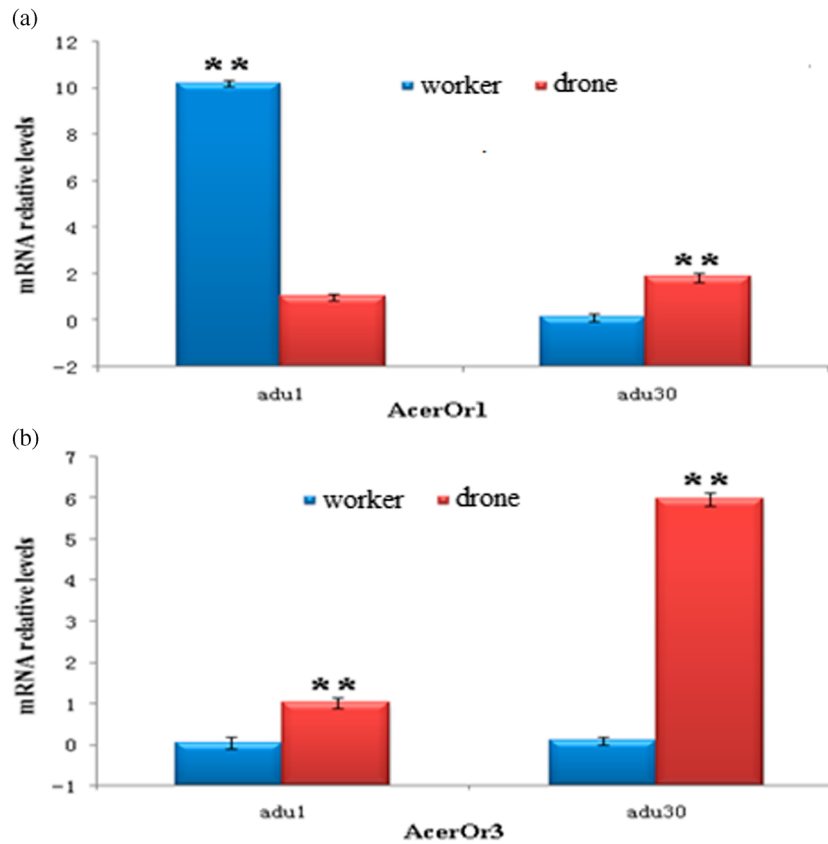 (a)
12
10
8
6
4
2
0
−2
mRNA relative levels
worker drone
**
**
adu1 adu30
AcerOr1
(b)
7
6
5
4
3
2
1
0
−1
mRNA relative levels
worker drone
**
**
adu1 adu30
AcerOr3